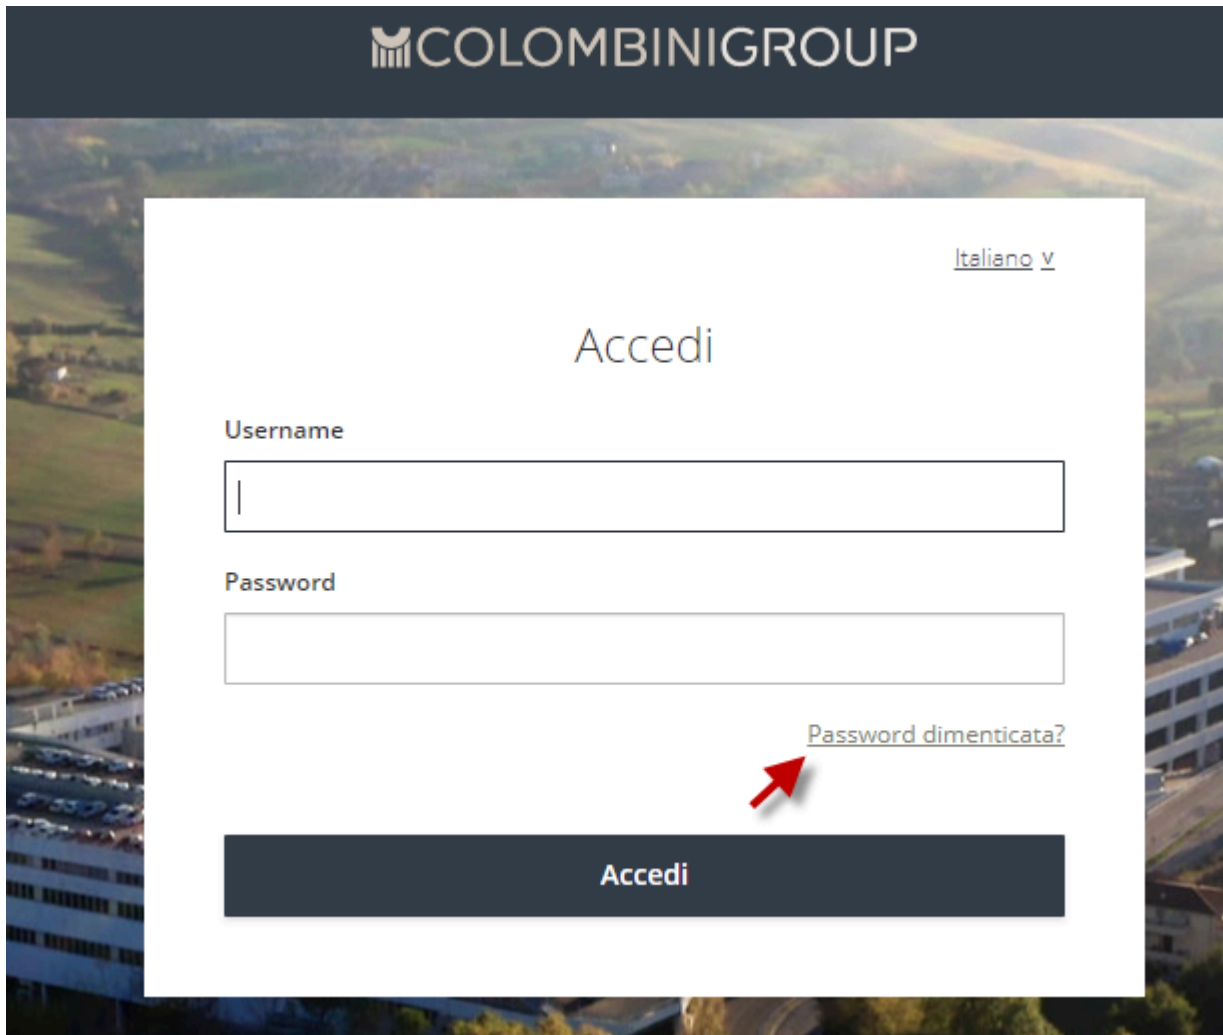 COLOMBINIGROUP
Italiano v
Accedi
Username
Password
Password dimenticata?
Accedi